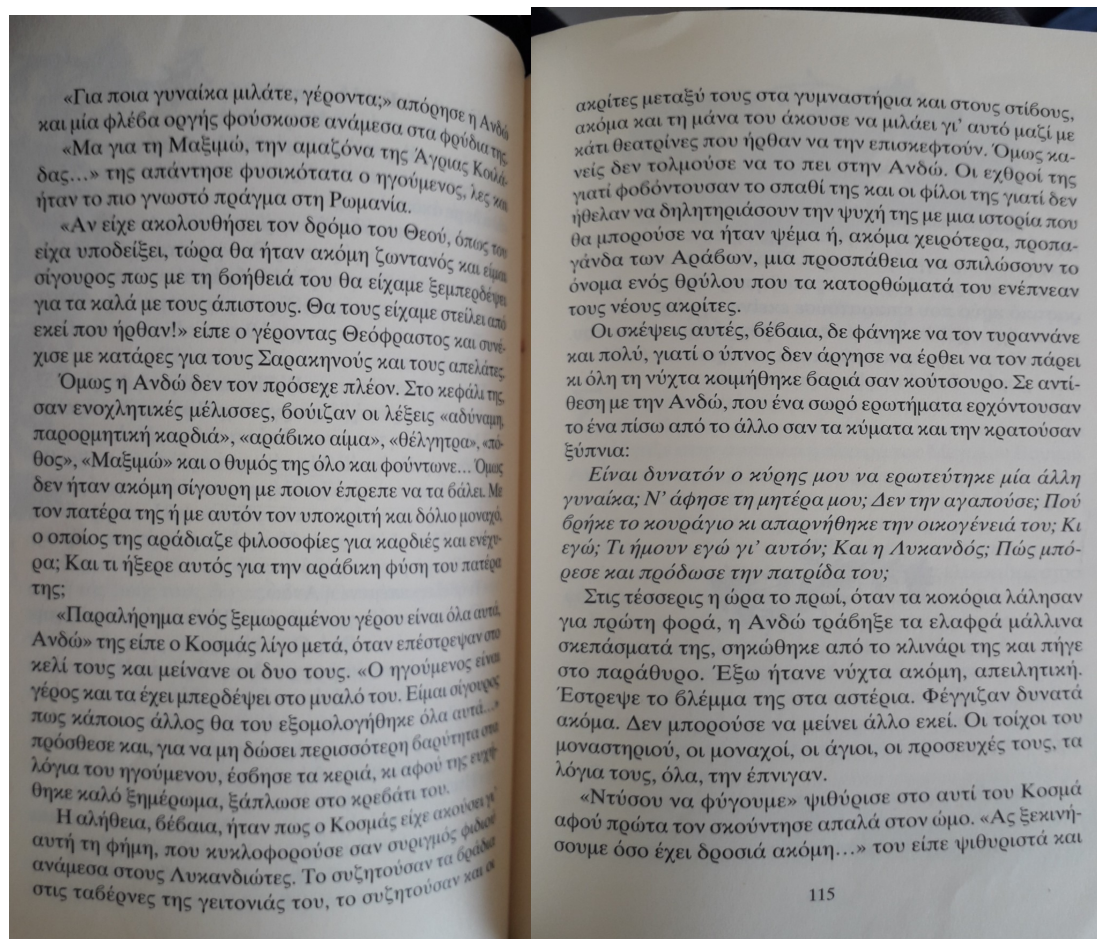 «Για ποια γυναίκα μιλάτε, γέροντα;» απόρησε η Ανδώ
και μία φλέβα οργής φούσκωσε ανάμεσα στα φρύδια της.
«Μα για τη Μαξιμώ, την αμαζόνα της Άγριας Κοιλά-
δας…» της απάντησε φυσικότατα ο ηγούμενος, λες και
ήταν το πιο γνωστό πράγμα στη Ρωμανία.
«Αν είχε ακολουθήσει τον δρόμο του Θεού, όπως του
είχα υποδείξει, τώρα θα ήταν ακόμη ζωντανός και είμαι
σίγουρος πως με τη βοήθειά του θα είχαμε ξεμπερδέψει
για τα καλά με τους άπιστους. Θα τους είχαμε στείλει από
εκεί που ήρθαν!» είπε ο γέροντας Θεόφραστος και συνέ-
χισε με κατάρες για τους Σαρακηνούς και τους απελάτες.
Όμως η Ανδώ δεν τον πρόσεχε πλέον. Στο κεφάλι της,
σαν ενοχλητικές μέλισσες, βούιζαν οι λέξεις «αδύναμη,
παρορμητική καρδιά», «αράβικο αίμα», «θέλγητρα», «πό-
θος», «Μαξιμώ» και ο θυμός της όλο και φούντωνε… Όμως
δεν ήταν ακόμη σίγουρη με ποιον έπρεπε να τα βάλει. Με
τον πατέρα της ή με αυτόν τον υποκριτή και δόλιο μοναχό,
ο οποίος της αράδιαζε φιλοσοφίες για καρδιές και ενέχυ-
ρα; Και τι ήξερε αυτός για την αράβικη φύση του πατέρα
της;
«Παραλήρημα ενός ξεμωραμένου γέρου είναι όλα αυτά,
Ανδώ» της είπε ο Κοσμάς λίγο μετά, όταν επέστρεψαν στο
κελί τους και μείνανε οι δυο τους. «Ο ηγούμενος είναι
γέρος και τα έχει μπερδέψει στο μυαλό του. Είμαι σίγουρος
πως κάποιος άλλος θα του εξομολογήθηκε όλα αυτά…»
πρόσθεσε και, για να μη δώσει περισσότερη βαρύτητα στα
λόγια του ηγούμενου, έσβησε τα κεριά, κι αφού της ευχή-
θηκε καλό ξημέρωμα, ξάπλωσε στο κρεβάτι του.
Η αλήθεια, βέβαια, ήταν πως ο Κοσμάς είχε ακούσει γι’
αυτή τη φήμη, που κυκλοφορούσε σαν συριγμός φιδιού
ανάμεσα στους Λυκανδιώτες. Το συζητούσαν τα βράδια
στις ταβέρνες της γειτονιάς του, το συζητούσαν και οι
ακρίτες μεταξύ τους στα γυμναστήρια και στους στίβους,
ακόμα και τη μάνα του άκουσε να μιλάει γι’ αυτό μαζί με
κάτι θεατρίνες που ήρθαν να την επισκεφτούν. Όμως κα-
νείς δεν τολμούσε να το πει στην Ανδώ. Οι εχθροί της
γιατί φοβόντουσαν το σπαθί της και οι φίλοι της γιατί δεν
ήθελαν να δηλητηριάσουν την ψυχή της με μια ιστορία που
θα μπορούσε να ήταν ψέμα ή, ακόμα χειρότερα, προπα-
γάνδα των Αράβων, μια προσπάθεια να σπιλώσουν το
όνομα ενός θρύλου που τα κατορθώματά του ενέπνεαν
τους νέους ακρίτες.
Οι σκέψεις αυτές, βέβαια, δε φάνηκε να τον τυραννάνε
και πολύ, γιατί ο ύπνος δεν άργησε να έρθει να τον πάρει
κι όλη τη νύχτα κοιμήθηκε βαριά σαν κούτσουρο. Σε αντί-
θεση με την Ανδώ, που ένα σωρό ερωτήματα ερχόντουσαν
το ένα πίσω από το άλλο σαν τα κύματα και την κρατούσαν
ξύπνια:
Είναι δυνατόν ο κύρης μου να ερωτεύτηκε μία άλλη
γυναίκα; Ν’ άφησε τη μητέρα μου; Δεν την αγαπούσε; Πού
βρήκε το κουράγιο κι απαρνήθηκε την οικογένειά του; Κι
εγώ; Τι ήμουν εγώ γι’ αυτόν; Και η Λυκανδός; Πώς μπό-
ρεσε και πρόδωσε την πατρίδα του;
Στις τέσσερις η ώρα το πρωί, όταν τα κοκόρια λάλησαν
για πρώτη φορά, η Ανδώ τράβηξε τα ελαφρά μάλλινα
σκεπάσματά της, σηκώθηκε από το κλινάρι της και πήγε
στο παράθυρο. Έξω ήτανε νύχτα ακόμη, απειλητική.
Έστρεψε το βλέμμα της στα αστέρια. Φέγγιζαν δυνατά
ακόμα. Δεν μπορούσε να μείνει άλλο εκεί. Οι τοίχοι του
μοναστηριού, οι μοναχοί, οι άγιοι, οι προσευχές τους, τα
λόγια τους, όλα, την έπνιγαν.
«Ντύσου να φύγουμε» ψιθύρισε στο αυτί του Κοσμά
αφού πρώτα τον σκούντησε απαλά στον ώμο. «Ας ξεκινή-
σουμε όσο έχει δροσιά ακόμη…» του είπε ψιθυριστά και
115